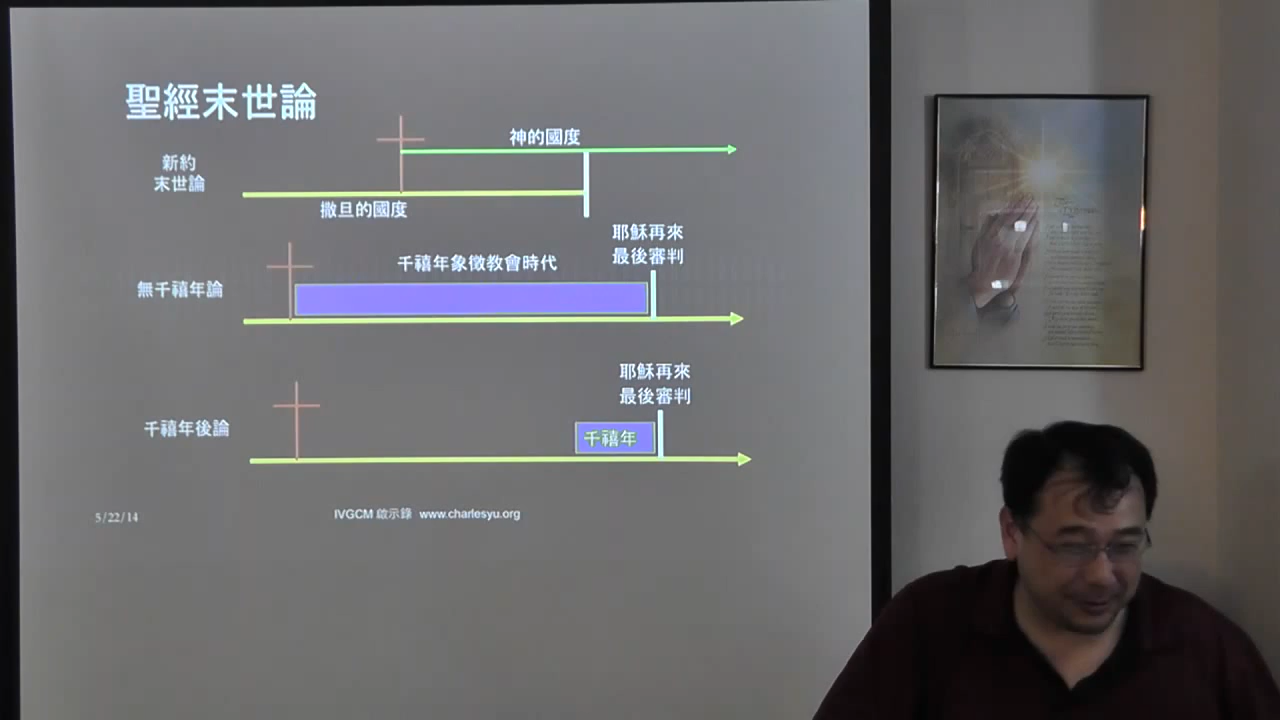 聖經末世論
神的國度
新約
末世論
撒旦的國度
耶穌再來
最後審判
千禧年象徵教會時代
無千禧年論
耶穌再來
最後審判
千禧年後論
千禧年
5/22/14
IVGCM 啟示錄 www.charlesyu.org